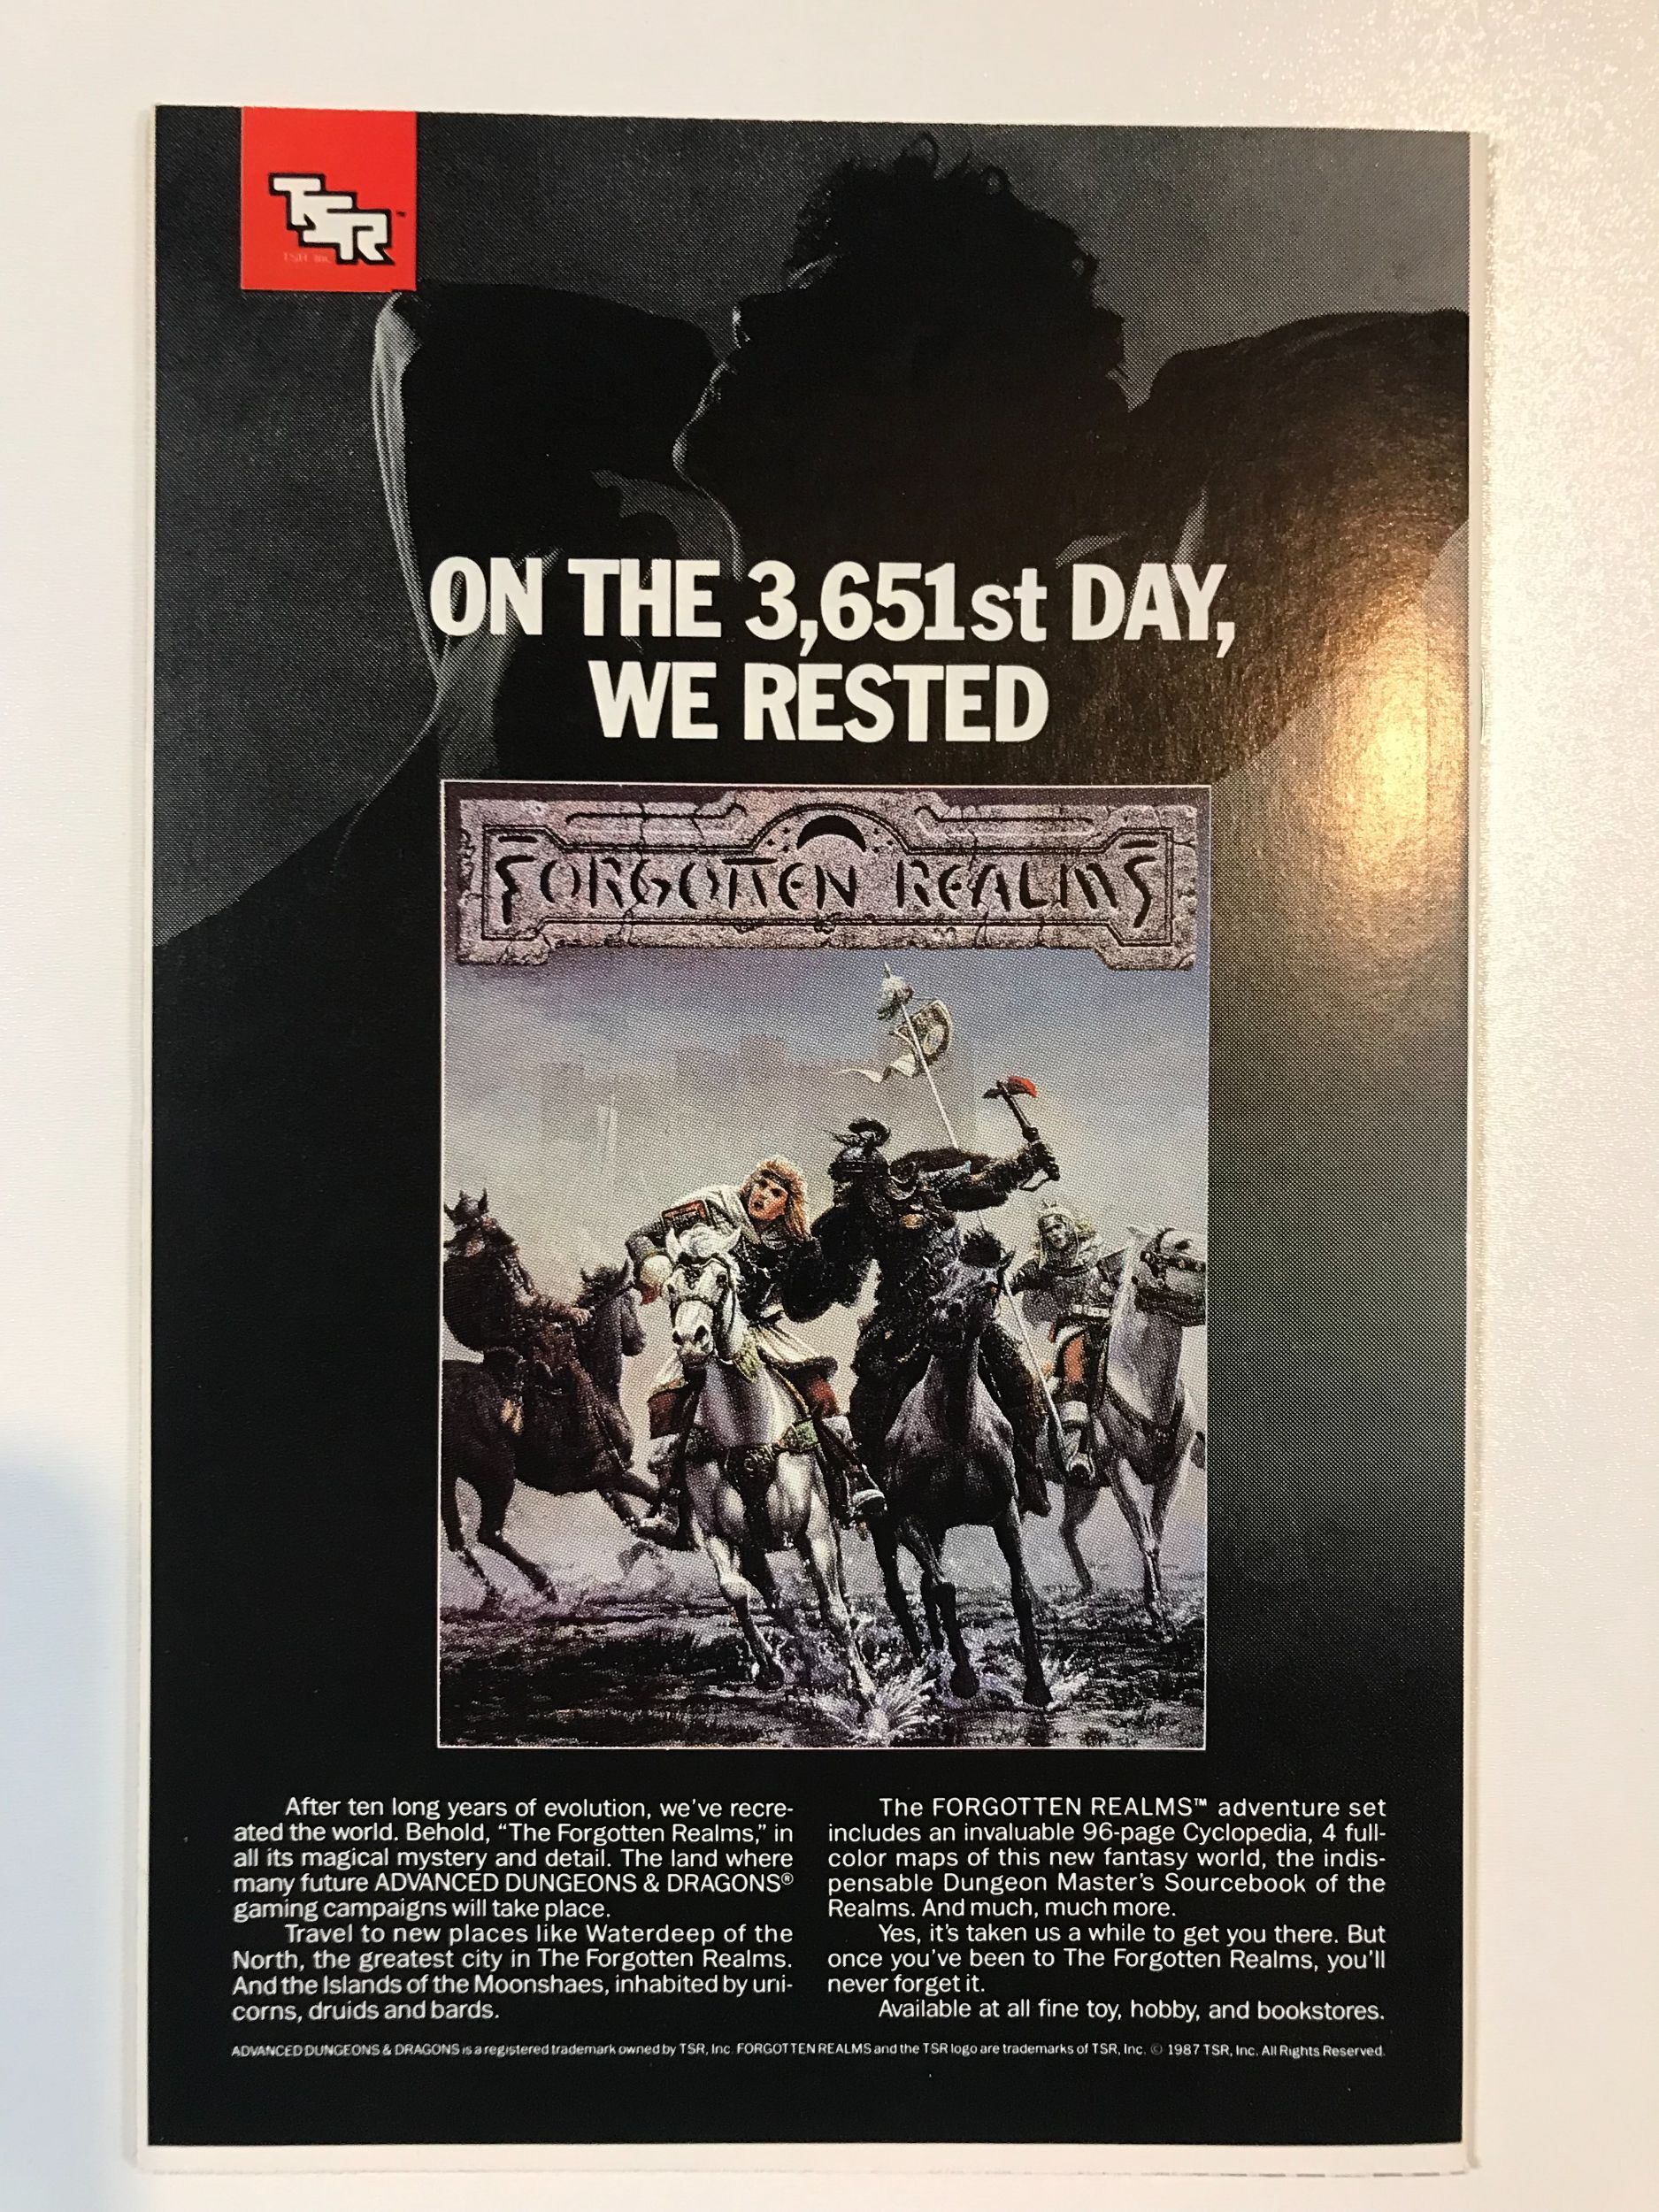 TSR™
TSR, Inc.
ON THE 3,651st DAY,
WE RESTED
FORGOTTEN REALMS
After ten long years of evolution, we've recre-
ated the world. Behold, "The Forgotten Realms," in
all its magical mystery and detail. The land where
many future ADVANCED DUNGEONS & DRAGONS®
gaming campaigns will take place.
Travel to new places like Waterdeep of the
North, the greatest city in The Forgotten Realms.
And the Islands of the Moonshaes, inhabited by uni-
corns, druids and bards.
The FORGOTTEN REALMS™ adventure set
includes an invaluable 96-page Cyclopedia, 4 full-
color maps of this new fantasy world, the indis-
pensable Dungeon Master's Sourcebook of the
Realms. And much, much more.
Yes, it's taken us a while to get you there. But
once you've been to The Forgotten Realms, you'll
never forget it.
Available at all fine toy, hobby, and bookstores.
ADVANCED DUNGEONS & DRAGONS is a registered trademark owned by TSR, Inc. FORGOTTEN REALMS and the TSR logo are trademarks of TSR, Inc. © 1987 TSR, Inc. All Rights Reserved.